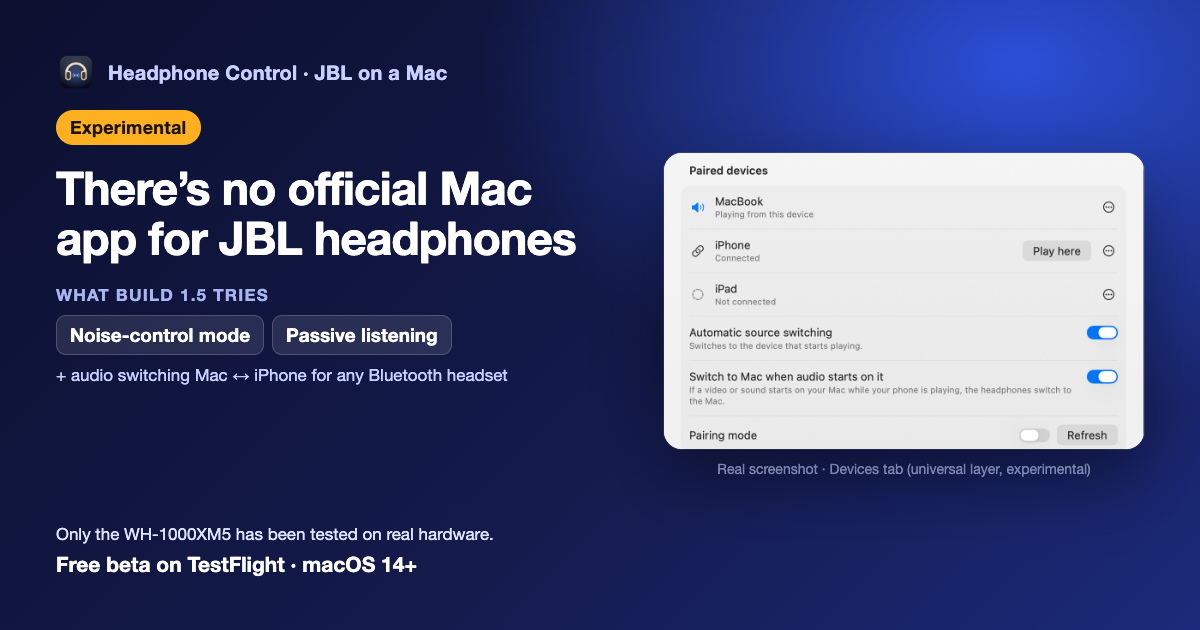 Headphone Control · JBL on a Mac
Experimental
There’s no official Mac
app for JBL headphones
WHAT BUILD 1.5 TRIES
Noise-control mode
Passive listening
+ audio switching Mac ↔ iPhone for any Bluetooth headset
Only the WH-1000XM5 has been tested on real hardware.
Free beta on TestFlight · macOS 14+
Paired devices
MacBook
Playing from this device
iPhone
Connected
Play here
iPad
Not connected
Automatic source switching
Switches to the device that starts playing.
Switch to Mac when audio starts on it
If a video or sound starts on your Mac while your phone is playing, the headphones switch to
the Mac.
Pairing mode
Refresh
Real screenshot · Devices tab (universal layer, experimental)